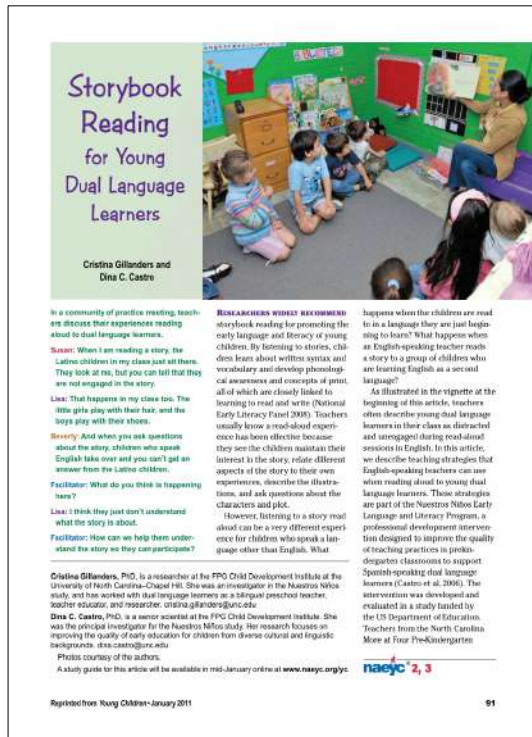 Storybook
Reading
for Young
Dual Language
Learners
Cristina Gillanders and
Dina C. Castro
In a community of practice meeting, teach-
ers discuss their experiences reading
aloud to dual language learners.
Susan: When I am reading a story, the
Latino children in my class just sit there.
They look at me, but you can tell that they
are not engaged in the story.
Lisa: That happens in my class too. The
little girls play with their hair, and the
boys play with their shoes.
Beverly: And when you ask questions
about the story, children who speak
English take over and you can't get an
answer from the Latino children.
Facilitator: What do you think is happening
here?
Lisa: I think they just don't understand
what the story is about.
Facilitator: How can we help them under-
stand the story so they can participate?
RESEARCHERS WIDELY RECOMMEND
storybook reading for promoting the
early language and literacy of young
children. By listening to stories, chil-
dren learn about written syntax and
vocabulary and develop phonologi-
cal awareness and concepts of print,
all of which are closely linked to
learning to read and write (National
Early Literacy Panel 2008). Teachers
usually know a read-aloud experi-
ence has been effective because
they see the children maintain their
interest in the story, relate different
aspects of the story to their own
experiences, describe the illustra-
tions, and ask questions about the
characters and plot.
However, listening to a story read
aloud can be a very different experi-
ence for children who speak a lan-
guage other than English. What
happens when the children are read
to in a language they are just begin-
ning to learn? What happens when
an English-speaking teacher reads
a story to a group of children who
are learning English as a second
language?
As illustrated in the vignette at the
beginning of this article, teachers
often describe young dual language
learners in their class as distracted
and unengaged during read-aloud
sessions in English. In this article,
we describe teaching strategies that
English-speaking teachers can use
when reading aloud to young dual
language learners. These strategies
are part of the Nuestros Niños Early
Language and Literacy Program, a
professional development interven-
tion designed to improve the quality
of teaching practices in prekin-
dergarten classrooms to support
Spanish-speaking dual language
learners (Castro et al. 2006). The
intervention was developed and
evaluated in a study funded by
the US Department of Education.
Teachers from the North Carolina
More at Four Pre-Kindergarten
Cristina Gillanders, PhD, is a researcher at the FPG Child Development Institute at the
University of North Carolina–Chapel Hill. She was an investigator in the Nuestros Niños
study, and has worked with dual language learners as a bilingual preschool teacher,
teacher educator, and researcher. cristina.gillanders@unc.edu
Dina C. Castro, PhD, is a senior scientist at the FPG Child Development Institute. She
was the principal investigator for the Nuestros Niños study. Her research focuses on
improving the quality of early education for children from diverse cultural and linguistic
backgrounds. dina.castro@unc.edu
Photos courtesy of the authors.
A study guide for this article will be available in mid-January online at www.naeyc.org/yc.
naeyc® 2, 3
Reprinted from Young Children • January 2011
91